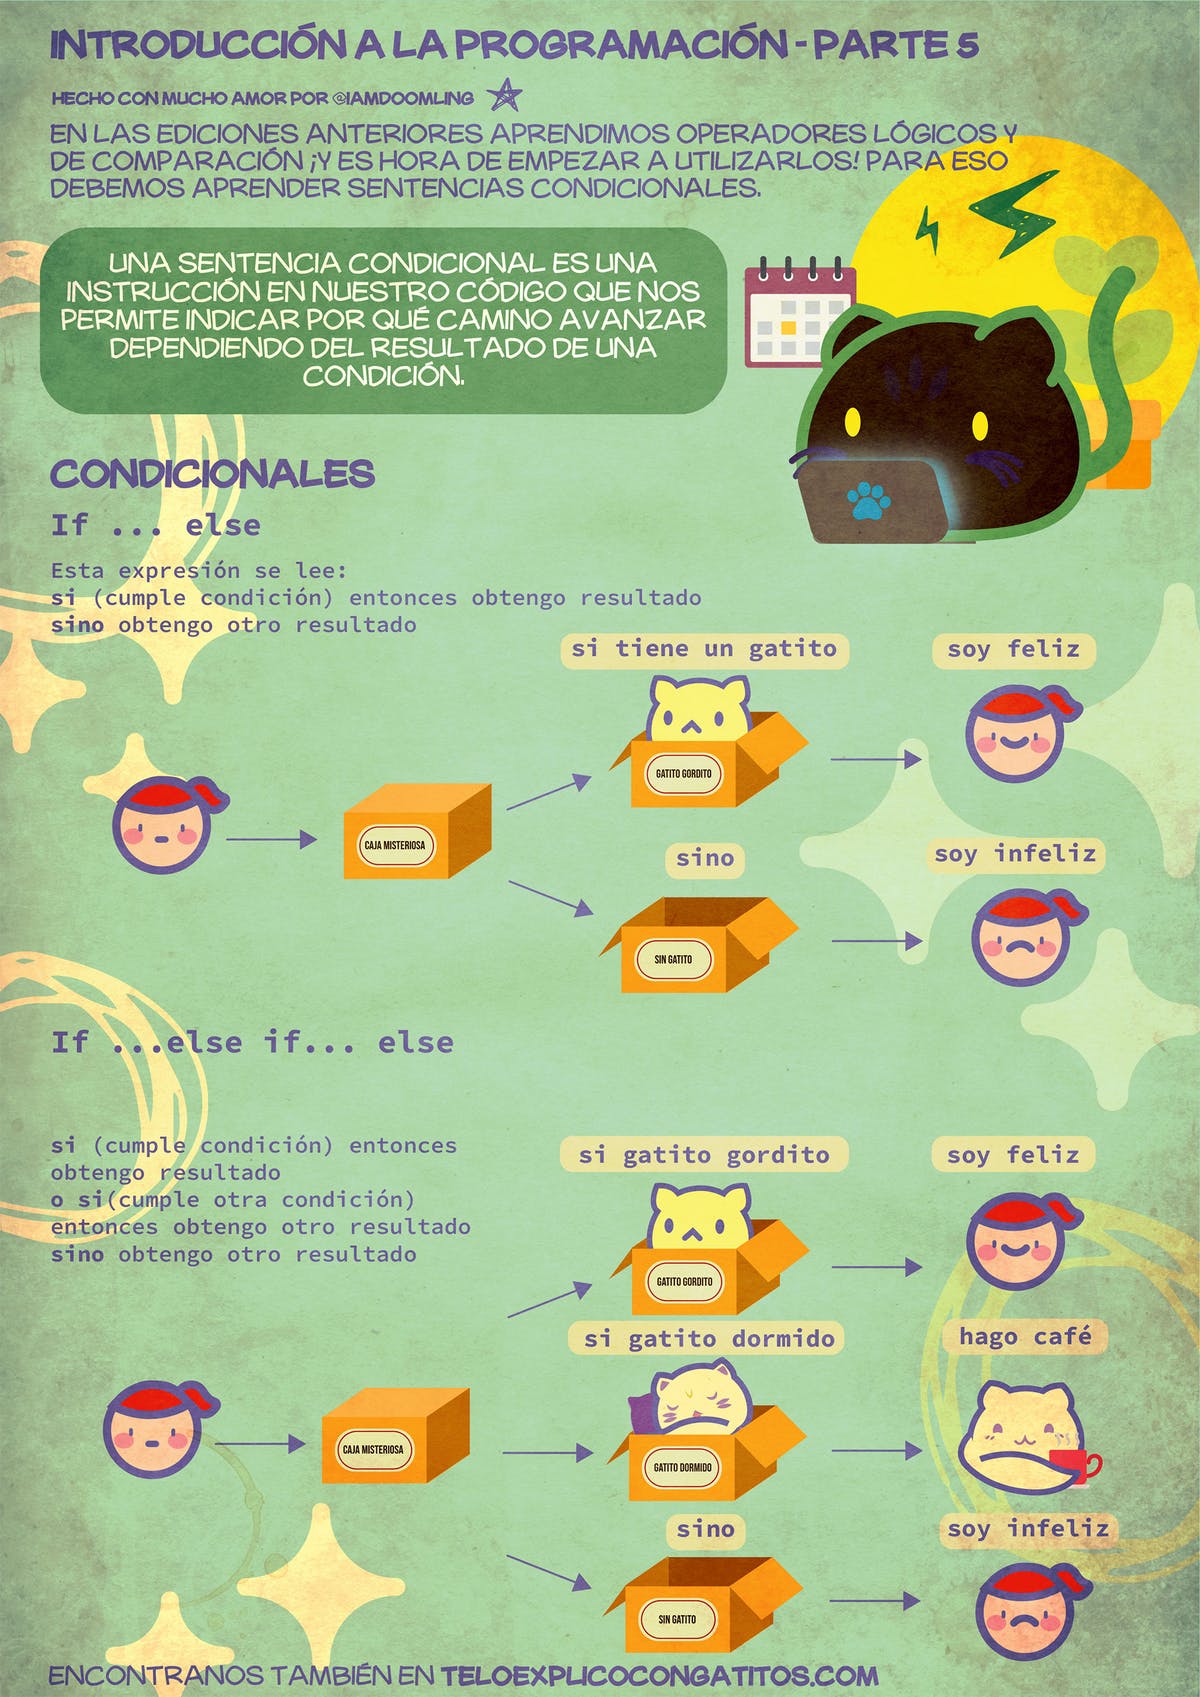 INTRODUCCIÓN A LA PROGRAMACIÓN - PARTE 5
HECHO CON MUCHO AMOR POR @IAMDOOMLING
EN LAS EDICIONES ANTERIORES APRENDIMOS OPERADORES LÓGICOS Y
DE COMPARACIÓN ¡Y ES HORA DE EMPEZAR A UTILIZARLOS! PARA ESO
DEBEMOS APRENDER SENTENCIAS CONDICIONALES.
UNA SENTENCIA CONDICIONAL ES UNA
INSTRUCCIÓN EN NUESTRO CÓDIGO QUE NOS
PERMITE INDICAR POR QUÉ CAMINO AVANZAR
DEPENDIENDO DEL RESULTADO DE UNA
CONDICIÓN.
CONDICIONALES
If ... else
Esta expresión se lee:
si (cumple condición) entonces obtengo resultado
sino obtengo otro resultado
si tiene un gatito
soy feliz
GATITO GORDITO
CAJA MISTERIOSA
sino
soy infeliz
SIN GATITO
If ...else if... else
si (cumple condición) entonces
obtengo resultado
o si(cumple otra condición)
entonces obtengo otro resultado
sino obtengo otro resultado
si gatito gordito
soy feliz
GATITO GORDITO
si gatito dormido
hago café
CAJA MISTERIOSA
GATITO DORMIDO
sino
soy infeliz
SIN GATITO
ENCONTRANOS TAMBIÉN EN TELOEXPLICOCONGATITOS.COM